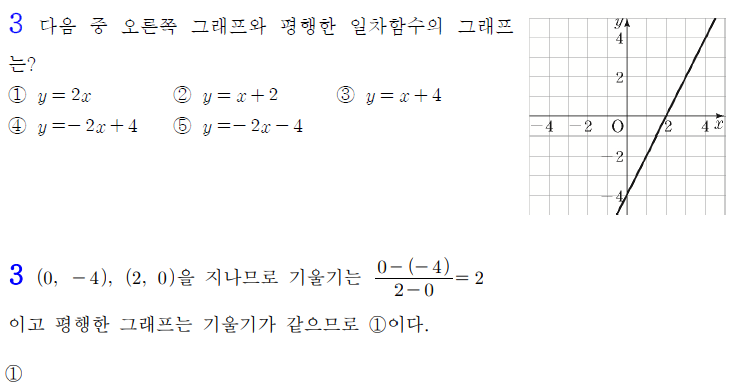 3 다음 중 오른쪽 그래프와 평행한 일차함수의 그래프
는?
① y = 2x ② y = x + 2 ③ y = x + 4
④ y = - 2x + 4 ⑤ y = - 2x - 4
y
4
2
-4 -2 O 2 4 x
-2
-4
3 (0, -4), (2, 0)을 지나므로 기울기는 \frac{0-(-4)}{2-0} = 2
이고 평행한 그래프는 기울기가 같으므로 ①이다.
①